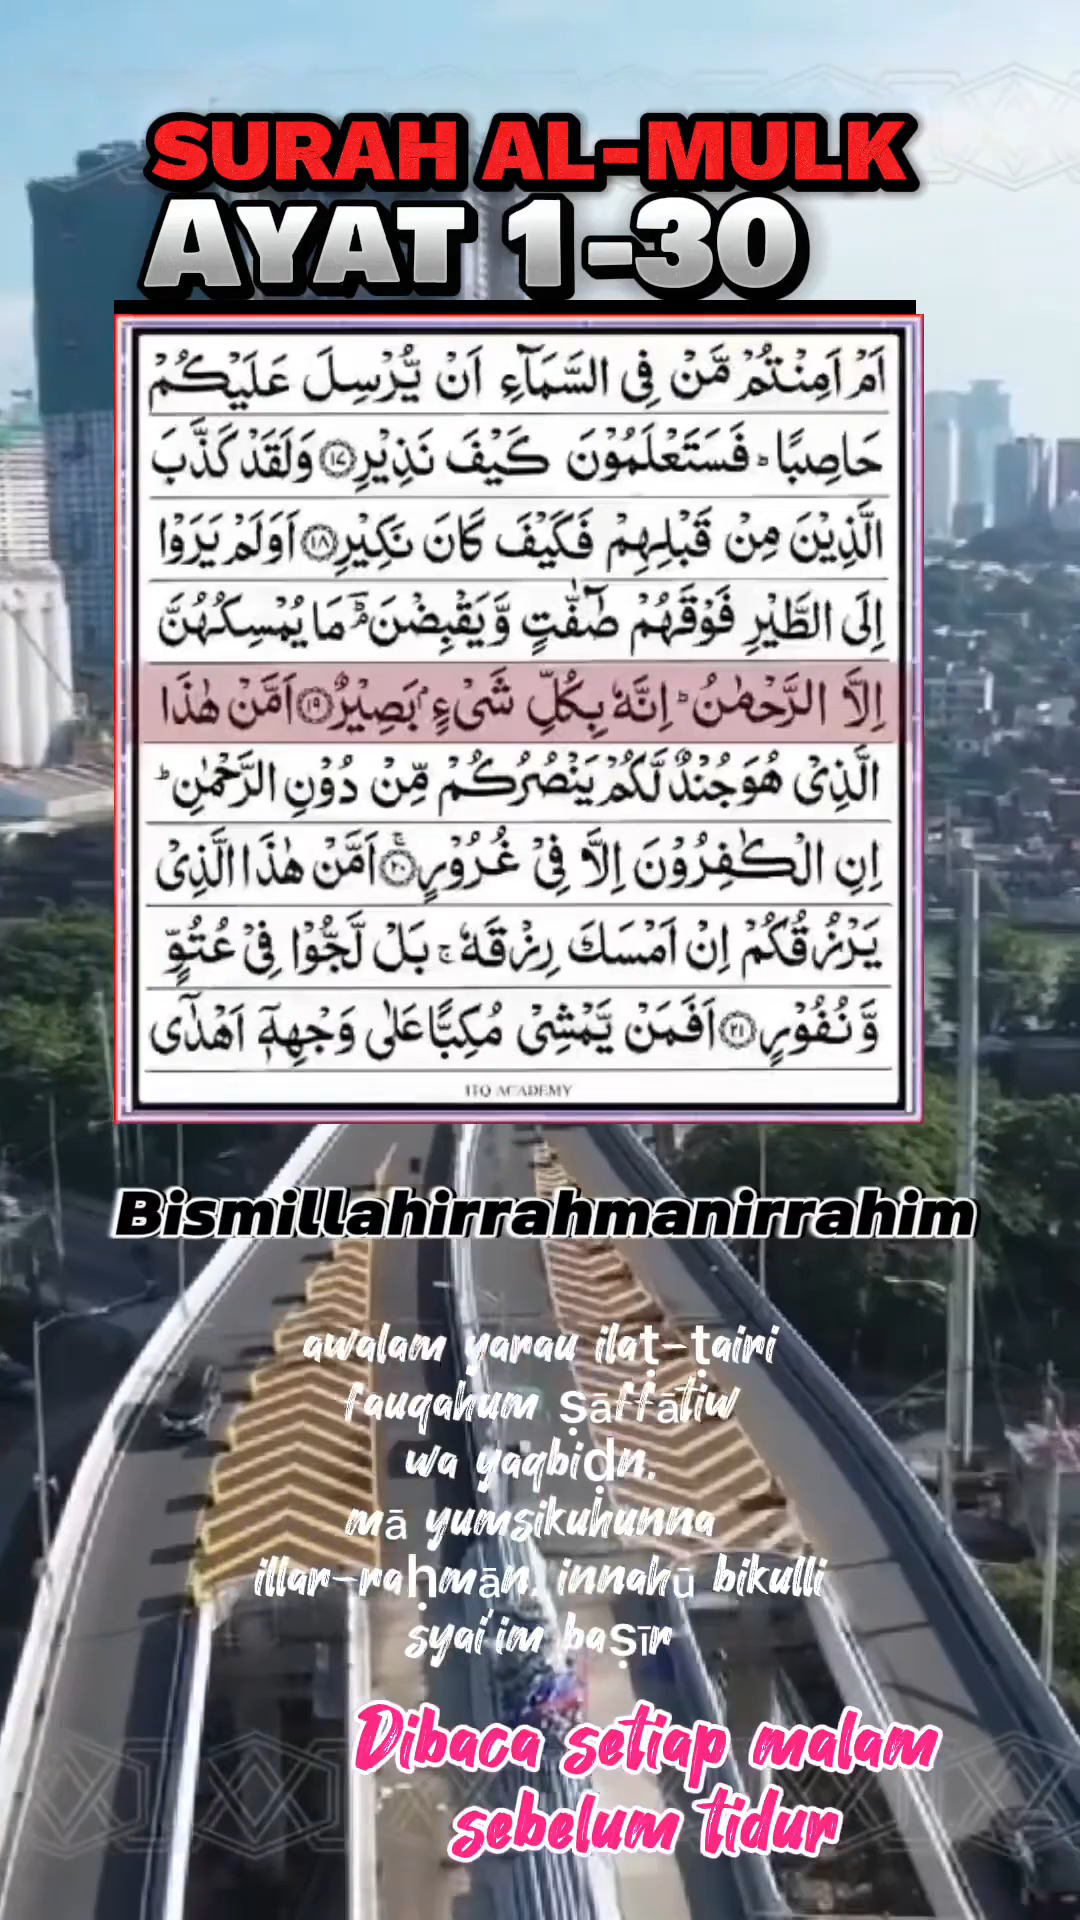 SURAH AL-MULK
AYAT 1-30
اَمْ اَمِنْتُمْ مَّنْ فِى السَّمَآءِ اَنْ يُّرْسِلَ عَلَيْكُمْ
حَاصِبًا ؕ فَسَتَعْلَمُوْنَ كَيْفَ نَذِيْرِ ﴿١٧﴾ وَلَقَدْ كَذَّبَ
الَّذِيْنَ مِنْ قَبْلِهِمْ فَكَيْفَ كَانَ نَكِيْرِ ﴿١٨﴾ اَوَلَمْ يَرَوْا
اِلَى الطَّيْرِ فَوْقَهُمْ صٰٓفّٰتٍ وَّيَقْبِضْنَ ؔۘ مَا يُمْسِكُهُنَّ
اِلَّا الرَّحْمٰنُ ؕ اِنَّهٗ بِكُلِّ شَىْءٍۢ بَصِيْرٌ ﴿١٩﴾ اَمَّنْ هٰذَا
الَّذِىْ هُوَ جُنْدٌ لَّكُمْ يَنْصُرُكُمْ مِّنْ دُوْنِ الرَّحْمٰنِ ؕ
اِنِ الْكٰفِرُوْنَ اِلَّا فِىْ غُرُوْرٍ ۚ ﴿٢٠﴾ اَمَّنْ هٰذَا الَّذِىْ
يَرْزُقُكُمْ اِنْ اَمْسَكَ رِزْقَهٗ ۚ بَلْ لَّجُّوْا فِىْ عُتُوٍّ
وَّنُفُوْرٍ ﴿٢١﴾ اَفَمَنْ يَّمْشِىْ مُكِبًّا عَلٰى وَجْهِهٖۤ اَهْدٰٓى
ITQ ACADEMY
Bismillahirrahmanirrahim
awalam yarau ilaṭ-ṭairi
fauqahum ṣāffātiw
wa yaqbiḍn.
mā yumsikuhunna
illar-raḥmān, innahū bikulli
syai'im baṣīr
Dibaca setiap malam
sebelum tidur